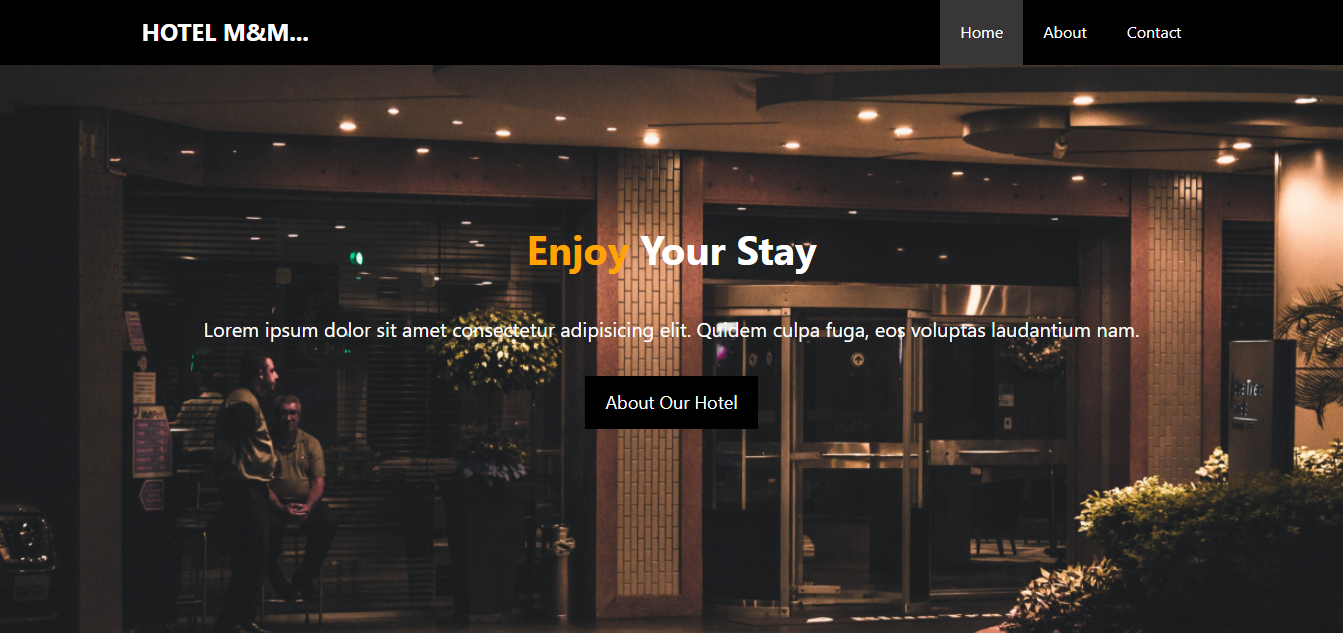 HOTEL M&M...
Home
About
Contact
Enjoy Your Stay
Lorem ipsum dolor sit amet consectetur adipisicing elit. Quidem culpa fuga, eos voluptas laudantium nam.
About Our Hotel